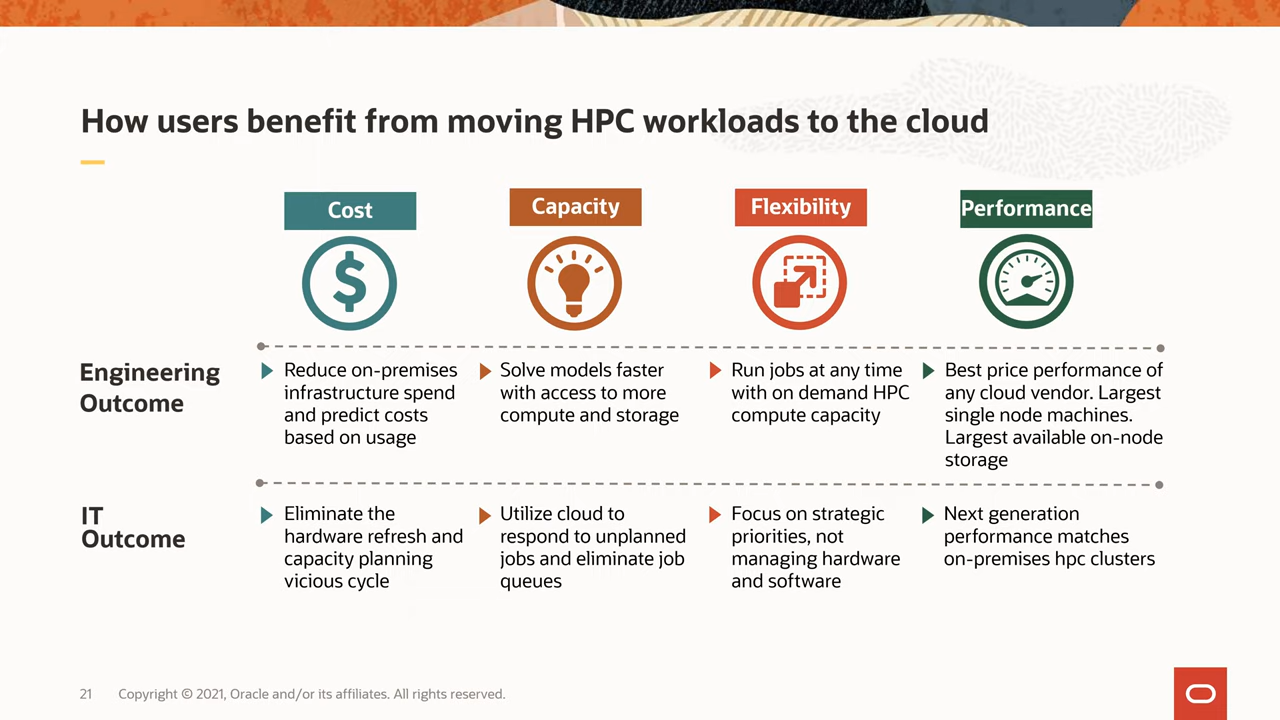 How users benefit from moving HPC workloads to the cloud
Cost
Capacity
Flexibility
Performance
Engineering
Outcome
Reduce on-premises
infrastructure spend
and predict costs
based on usage
Solve models faster
with access to more
compute and storage
Run jobs at any time
with on demand HPC
compute capacity
Best price performance of
any cloud vendor. Largest
single node machines.
Largest available on-node
storage
IT
Outcome
Eliminate the
hardware refresh and
capacity planning
vicious cycle
Utilize cloud to
respond to unplanned
jobs and eliminate job
queues
Focus on strategic
priorities, not
managing hardware
and software
Next generation
performance matches
on-premises hpc clusters
21 Copyright © 2021, Oracle and/or its affiliates. All rights reserved.